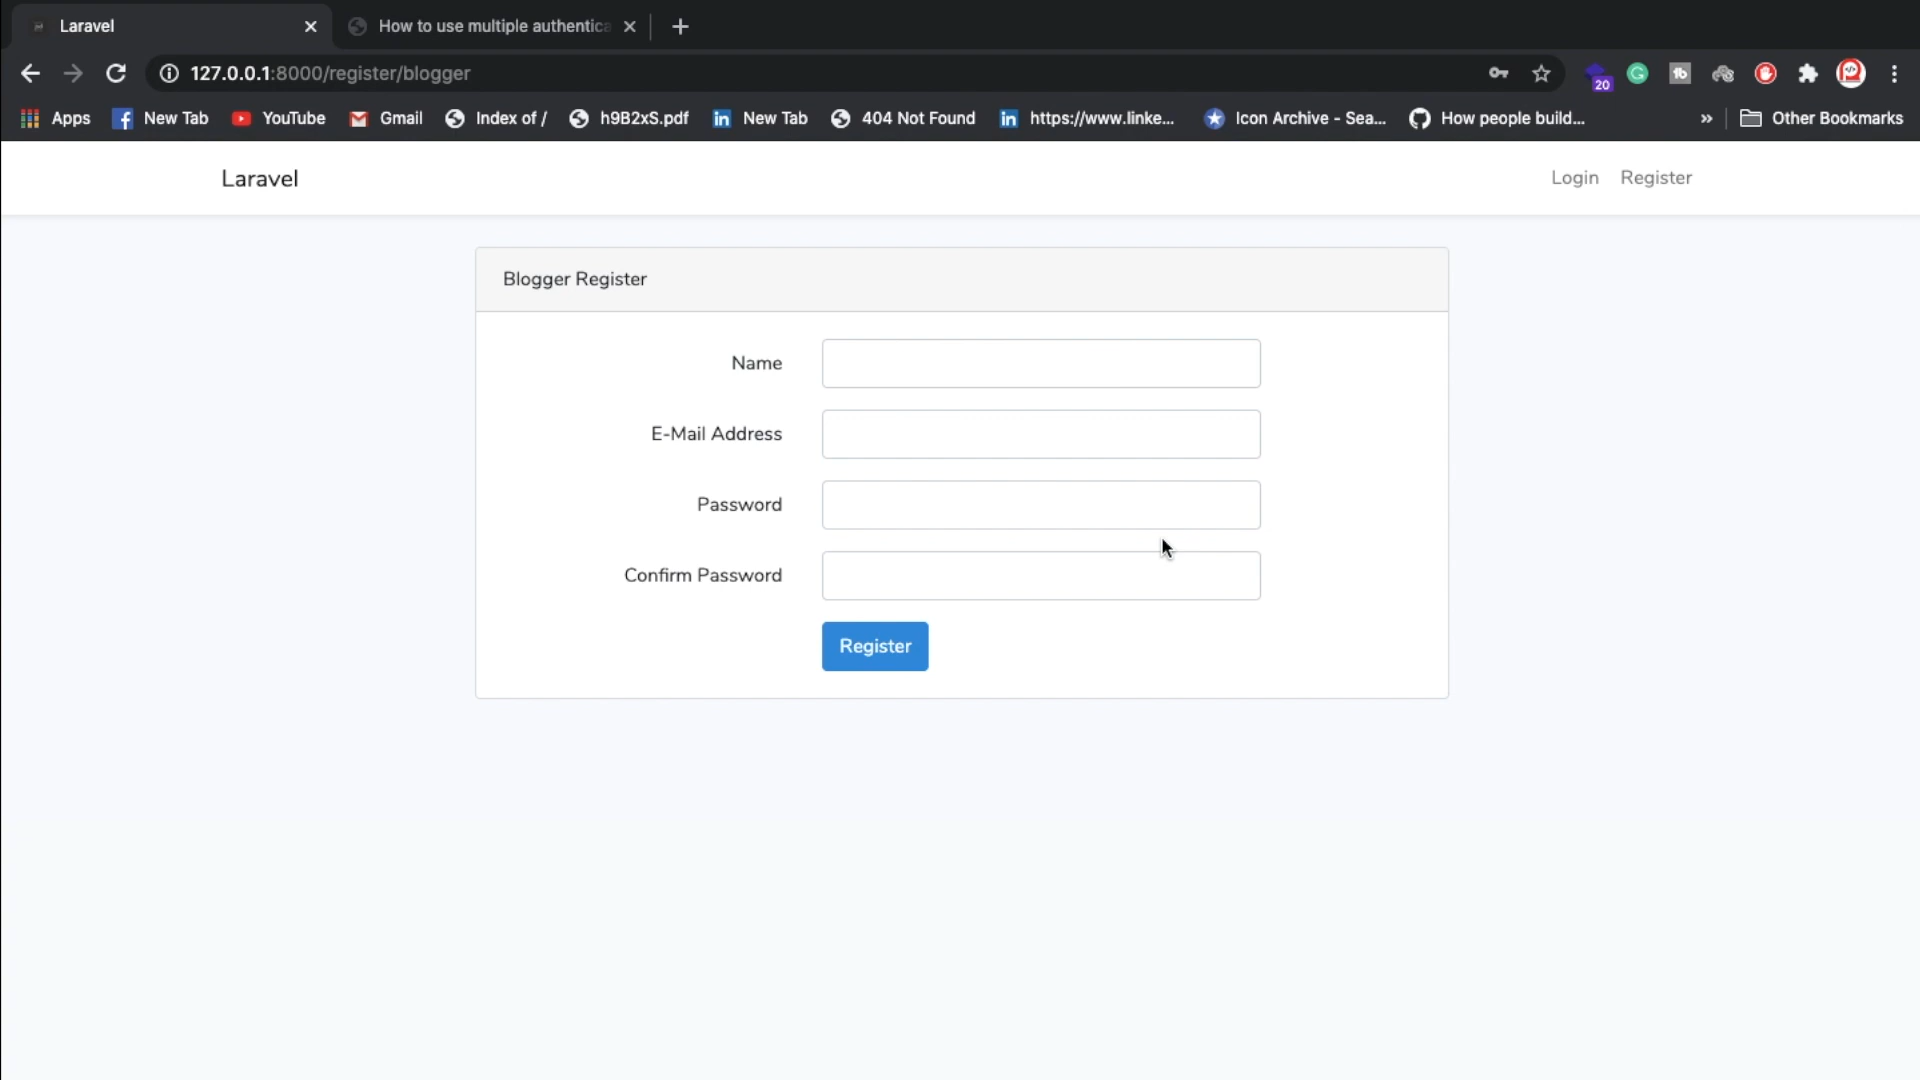 Laravel
How to use multiple authentica
127.0.0.1:8000/register/blogger
20
Apps
New Tab
YouTube
Gmail
Index of /
h9B2xS.pdf
New Tab
404 Not Found
https://www.linke...
Icon Archive - Sea...
How people build...
»
Other Bookmarks
Laravel
Login
Register
Blogger Register
Name
E-Mail Address
Password
Confirm Password
Register